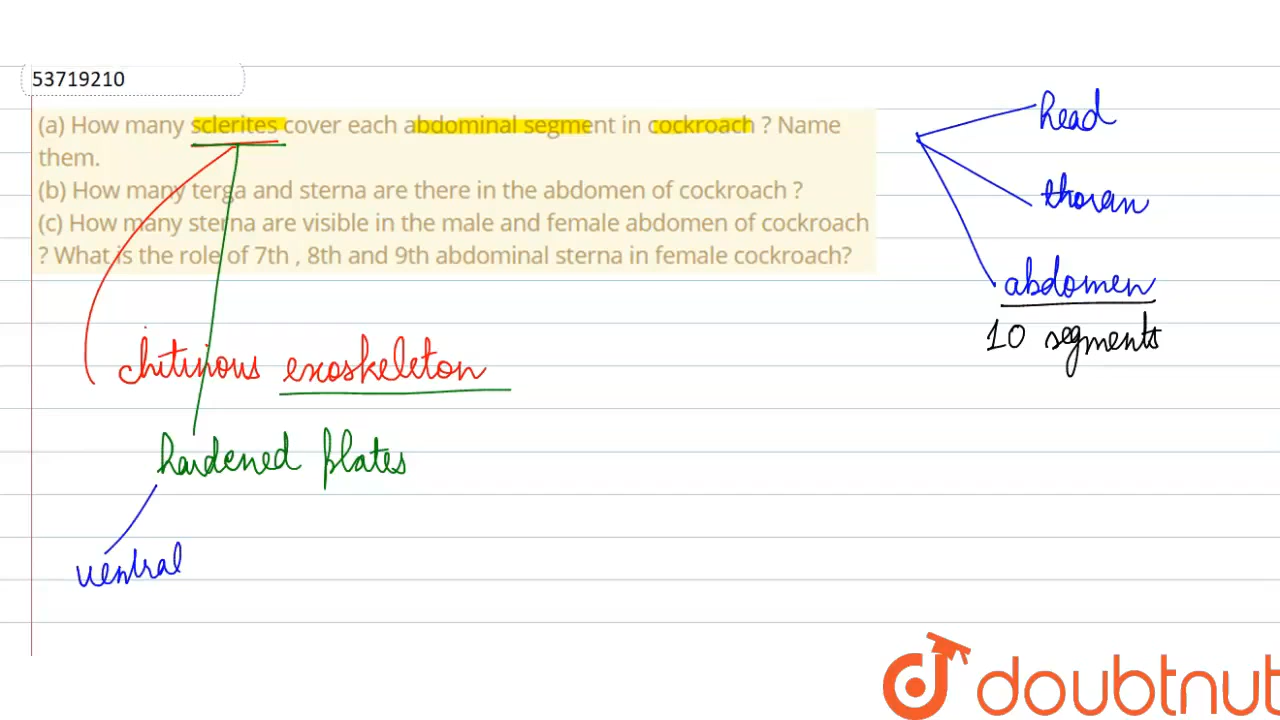 53719210
(a) How many sclerites cover each abdominal segment in cockroach ? Name
them.
(b) How many terga and sterna are there in the abdomen of cockroach ?
(c) How many sterna are visible in the male and female abdomen of cockroach
? What is the role of 7th , 8th and 9th abdominal sterna in female cockroach?
head
thorax
abdomen
10 segments
chitinous exoskeleton
hardened plates
ventral
doubtnut